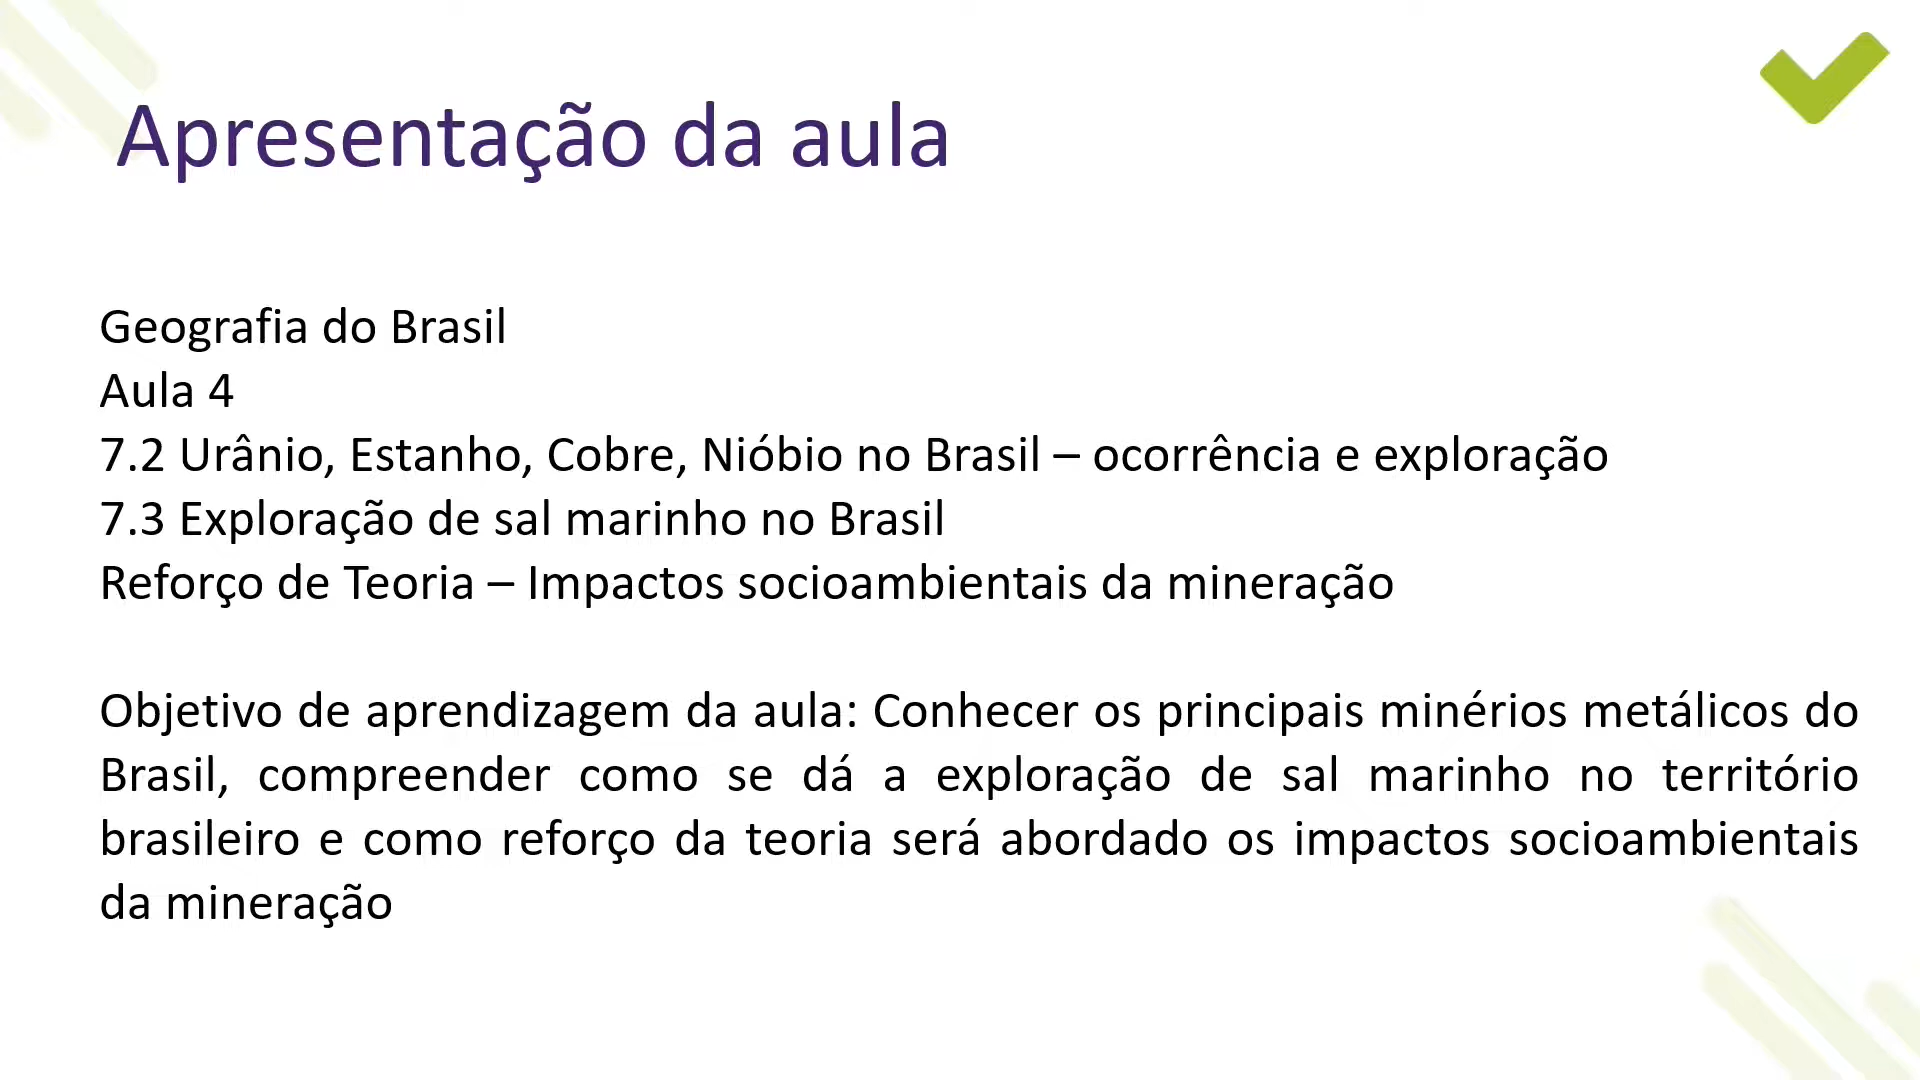 Apresentação da aula
Geografia do Brasil
Aula 4
7.2 Urânio, Estanho, Cobre, Nióbio no Brasil – ocorrência e exploração
7.3 Exploração de sal marinho no Brasil
Reforço de Teoria – Impactos socioambientais da mineração
Objetivo de aprendizagem da aula: Conhecer os principais minérios metálicos do
Brasil, compreender como se dá a exploração de sal marinho no território
brasileiro e como reforço da teoria será abordado os impactos socioambientais
da mineração